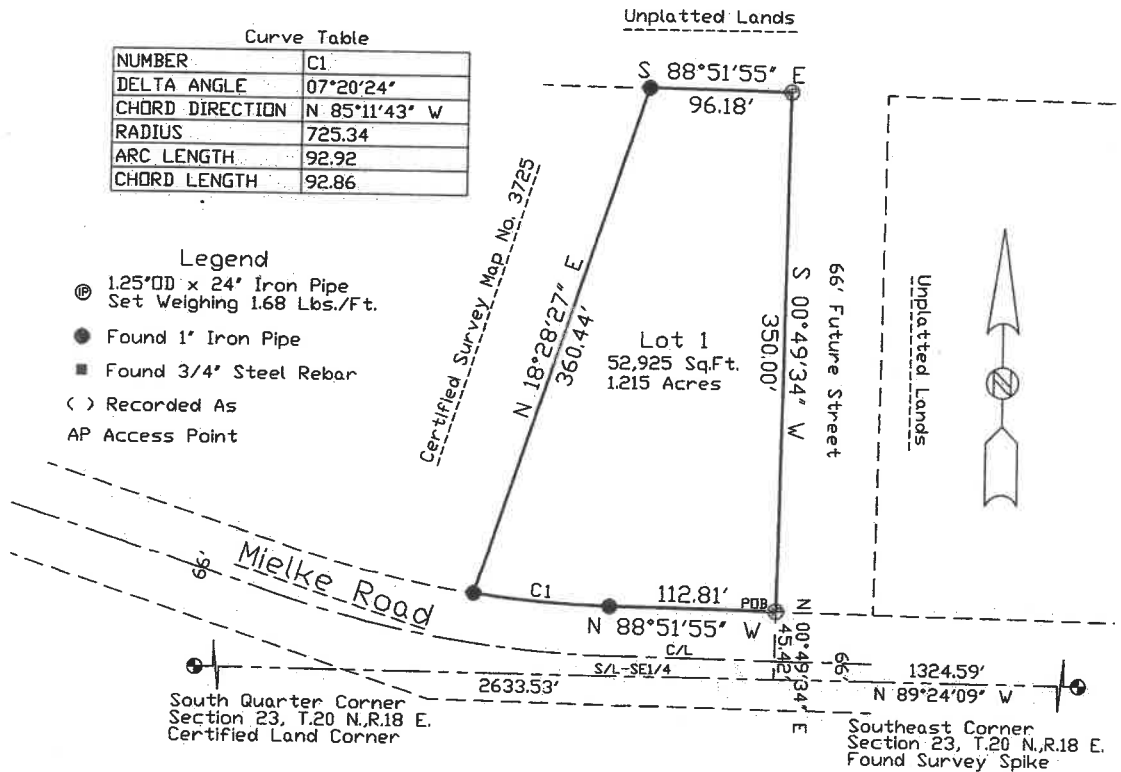 Unplatted Lands
Curve Table
NUMBER C1
DELTA ANGLE 07°20'24"
CHORD DIRECTION N 85°11'43" W
RADIUS 725.34
ARC LENGTH 92.92
CHORD LENGTH 92.86
S 88°51'55" E
96.18'
Certified Survey Map No. 3725
N 18°28'27" E
360.44'
Legend
IP 1.25"OD x 24" Iron Pipe
Set Weighing 1.68 Lbs./Ft.
Found 1" Iron Pipe
Found 3/4" Steel Rebar
( ) Recorded As
AP Access Point
Lot 1
52,925 Sq.Ft.
1.215 Acres
S 00°49'34" W
350.00'
66' Future Street
Unplatted Lands
N
66'
Mielke Road
C1
112.81'
POB
N 88°51'55" W
N 00°49'34" E
45.42'
66'
C/L
S/L-SE1/4
2633.53'
1324.59'
N 89°24'09" W
South Quarter Corner
Section 23, T.20 N.,R.18 E.
Certified Land Corner
Southeast Corner
Section 23, T.20 N.,R.18 E.
Found Survey Spike